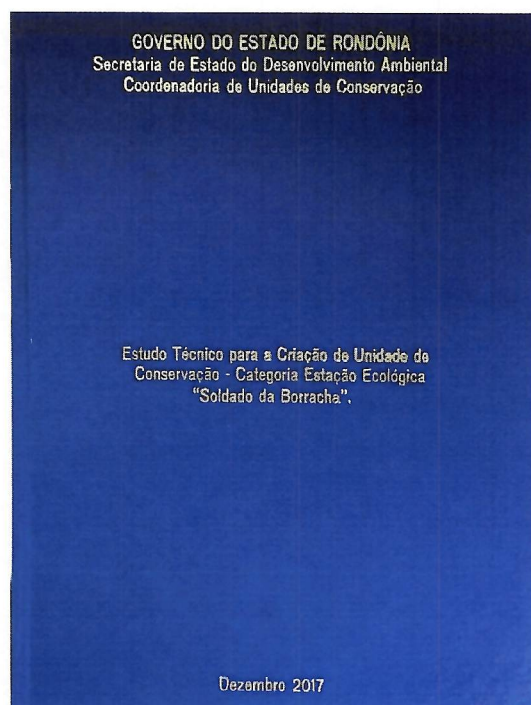 GOVERNO DO ESTADO DE RONDÔNIA
Secretaria de Estado do Desenvolvimento Ambiental
Coordenadoria de Unidades de Conservação
Estudo Técnico para a Criação de Unidade de
Conservação - Categoria Estação Ecológica
"Soldado da Borracha".
Dezembro 2017